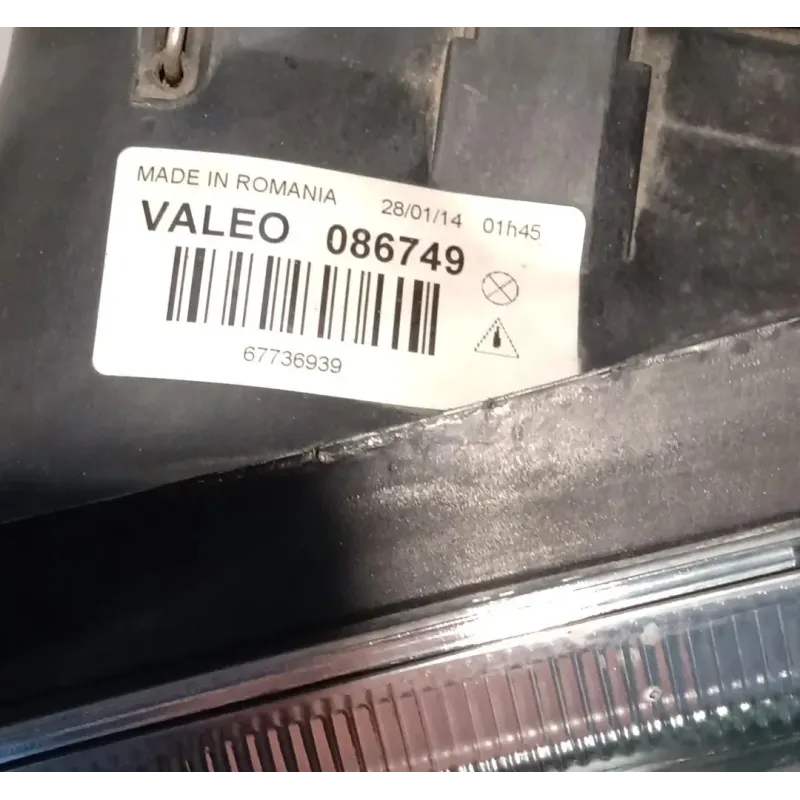 MADE IN ROMANIA 28/01/14 01h45
VALEO 086749
67736939